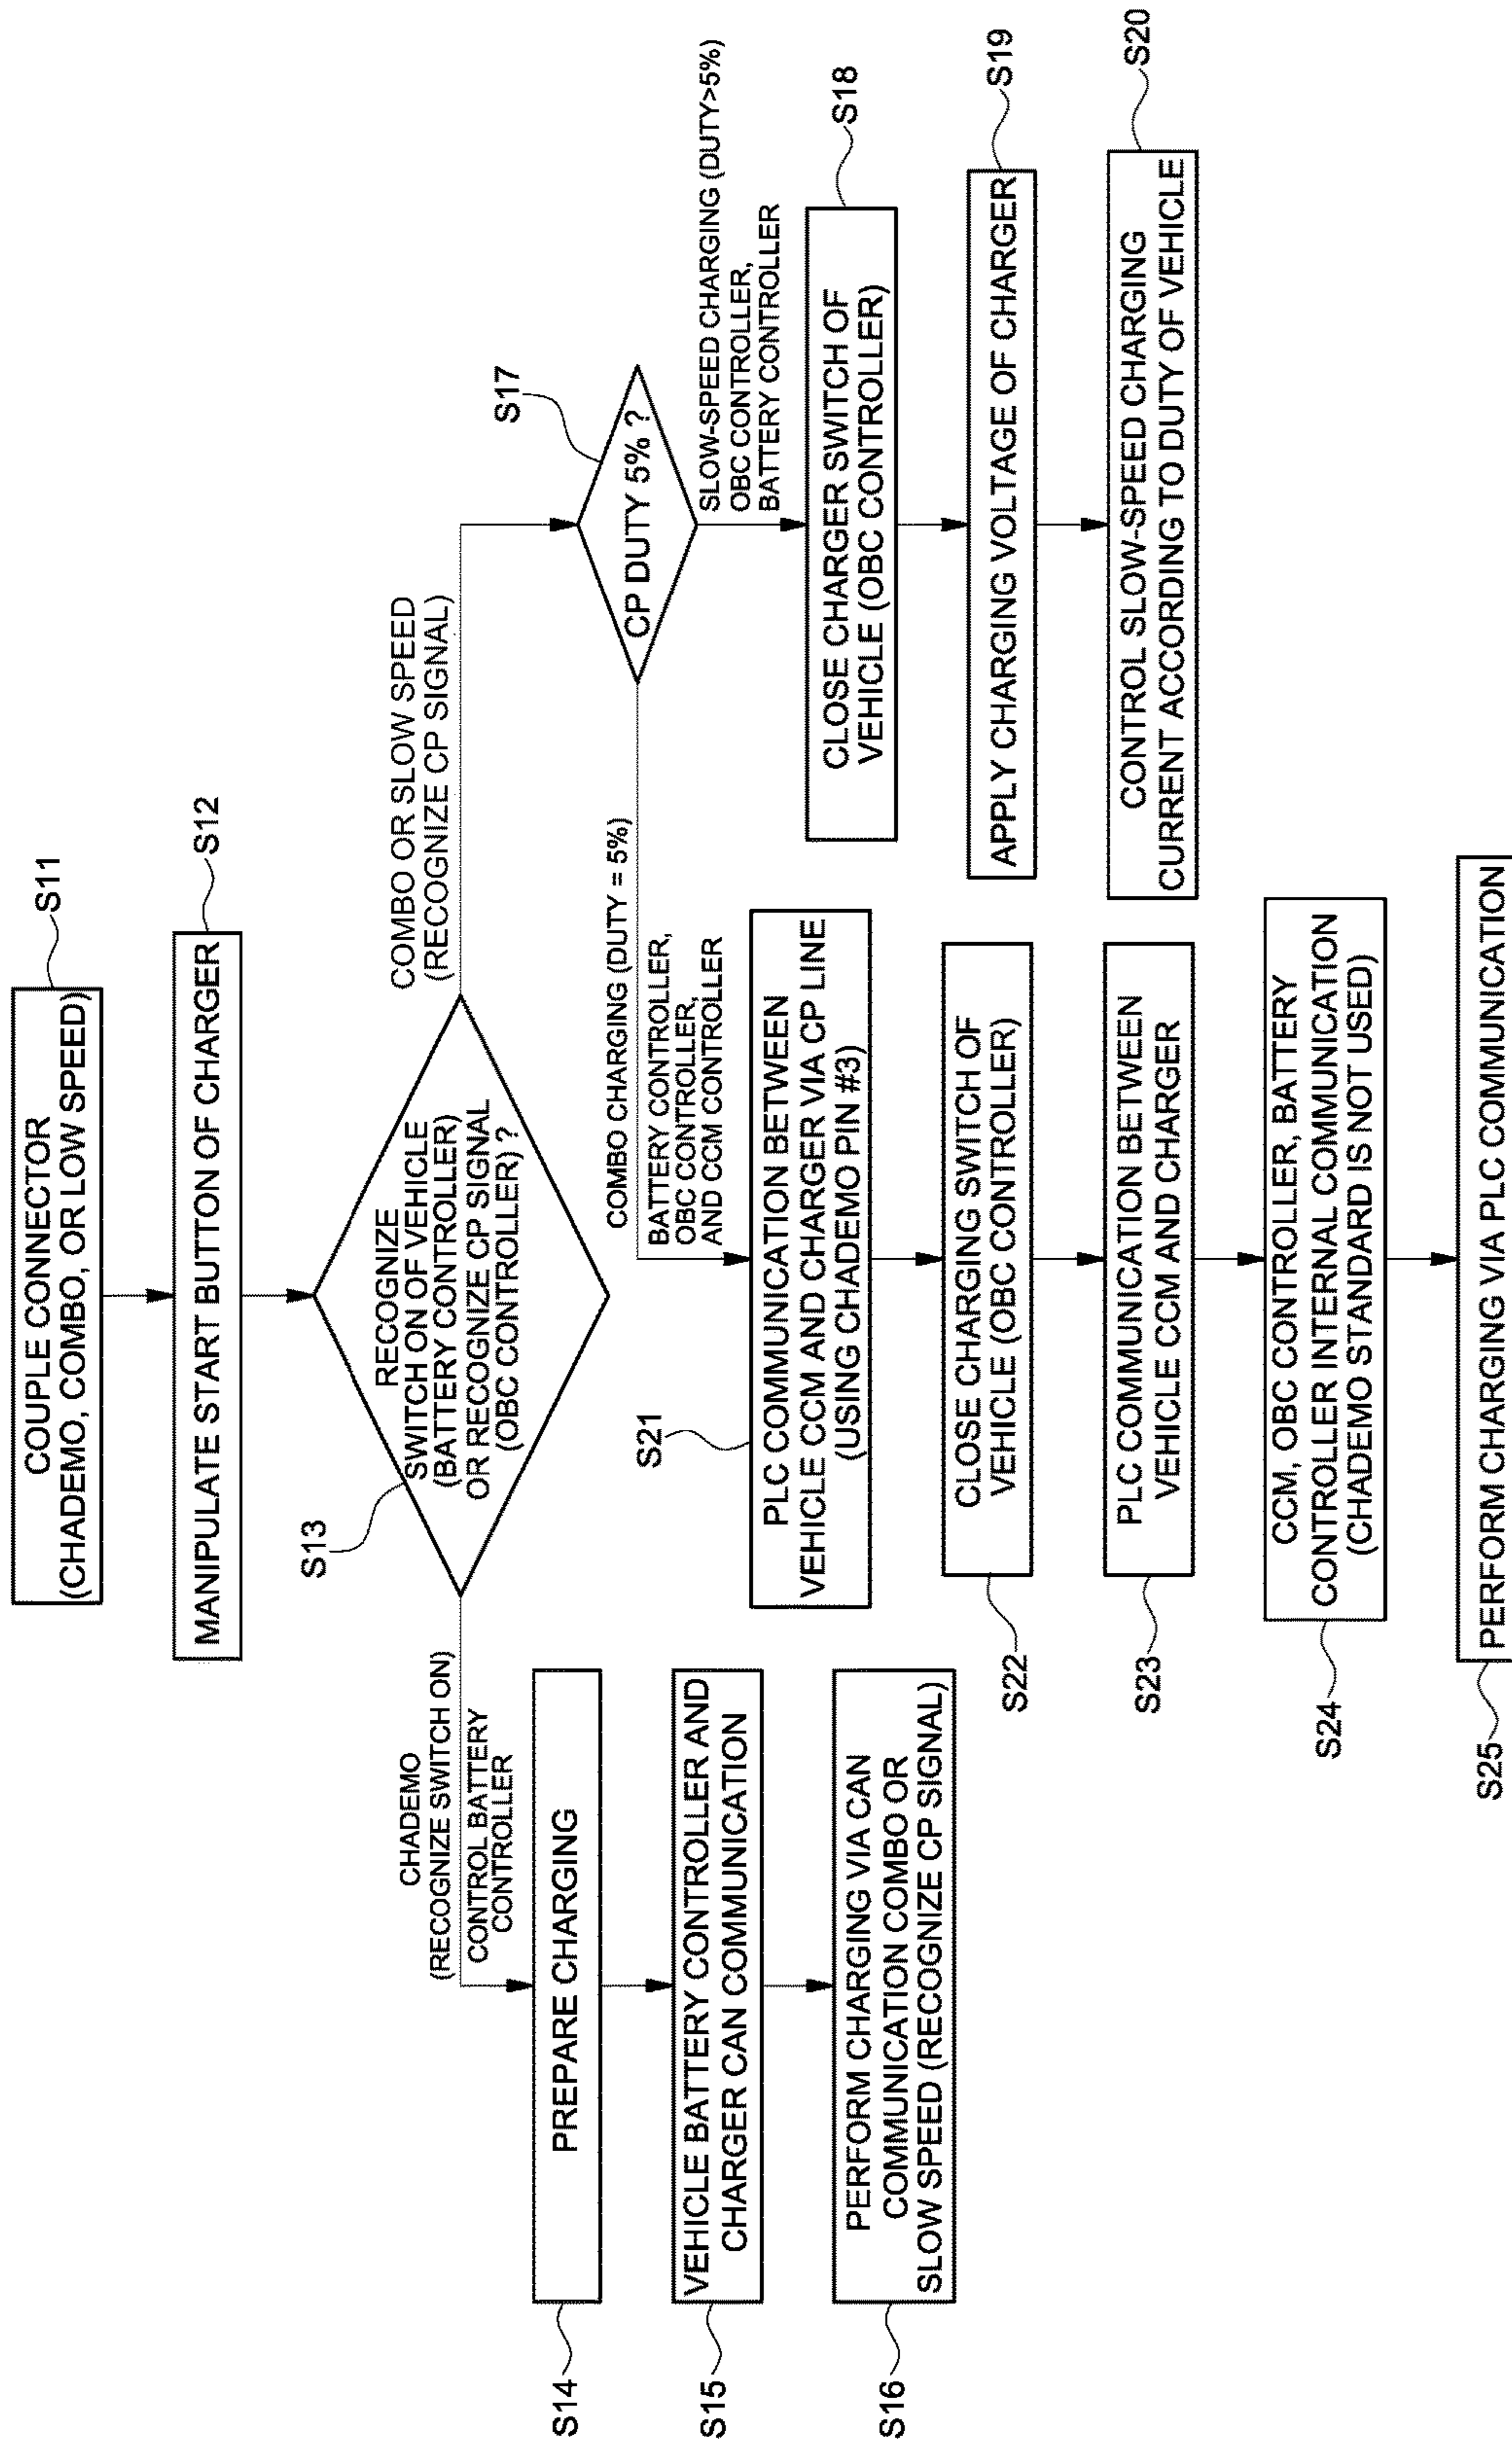 COUPLE CONNECTOR
(CHADEMO, COMBO, OR LOW SPEED)
S11
MANIPULATE START BUTTON OF CHARGER
S12
S13
RECOGNIZE
SWITCH ON OF VEHICLE
(BATTERY CONTROLLER)
OR RECOGNIZE CP SIGNAL
(OBC CONTROLLER) ?
CHADEMO
(RECOGNIZE SWITCH ON)
CONTROL BATTERY
CONTROLLER
COMBO OR SLOW SPEED
(RECOGNIZE CP SIGNAL)
S14
PREPARE CHARGING
S15
VEHICLE BATTERY CONTROLLER AND
CHARGER CAN COMMUNICATION
S16
PERFORM CHARGING VIA CAN
COMMUNICATION COMBO OR
SLOW SPEED (RECOGNIZE CP SIGNAL)
S17
CP DUTY 5% ?
COMBO CHARGING (DUTY = 5%)
BATTERY CONTROLLER,
OBC CONTROLLER,
AND CCM CONTROLLER
SLOW-SPEED CHARGING (DUTY>5%)
OBC CONTROLLER,
BATTERY CONTROLLER
CLOSE CHARGER SWITCH OF
VEHICLE (OBC CONTROLLER)
S18
APPLY CHARGING VOLTAGE OF CHARGER
S19
CONTROL SLOW-SPEED CHARGING
CURRENT ACCORDING TO DUTY OF VEHICLE
S20
S21
PLC COMMUNICATION BETWEEN
VEHICLE CCM AND CHARGER VIA CP LINE
(USING CHADEMO PIN #3)
S22
CLOSE CHARGING SWITCH OF
VEHICLE (OBC CONTROLLER)
S23
PLC COMMUNICATION BETWEEN
VEHICLE CCM AND CHARGER
S24
CCM, OBC CONTROLLER, BATTERY
CONTROLLER INTERNAL COMMUNICATION
(CHADEMO STANDARD IS NOT USED)
S25
PERFORM CHARGING VIA PLC COMMUNICATION